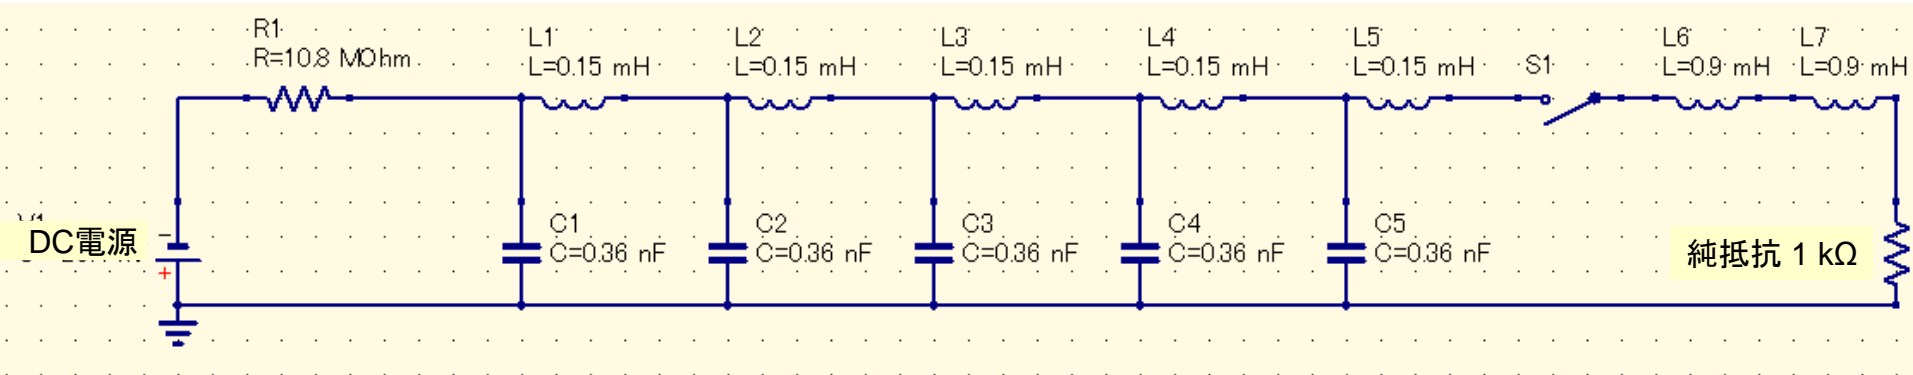 R1
R=10.8 MOhm
L1
L=0.15 mH
L2
L=0.15 mH
L3
L=0.15 mH
L4
L=0.15 mH
L5
L=0.15 mH
S1
L6
L=0.9 mH
L7
L=0.9 mH
DC電源
−
+
C1
C=0.36 nF
C2
C=0.36 nF
C3
C=0.36 nF
C4
C=0.36 nF
C5
C=0.36 nF
純抵抗 1 kΩ